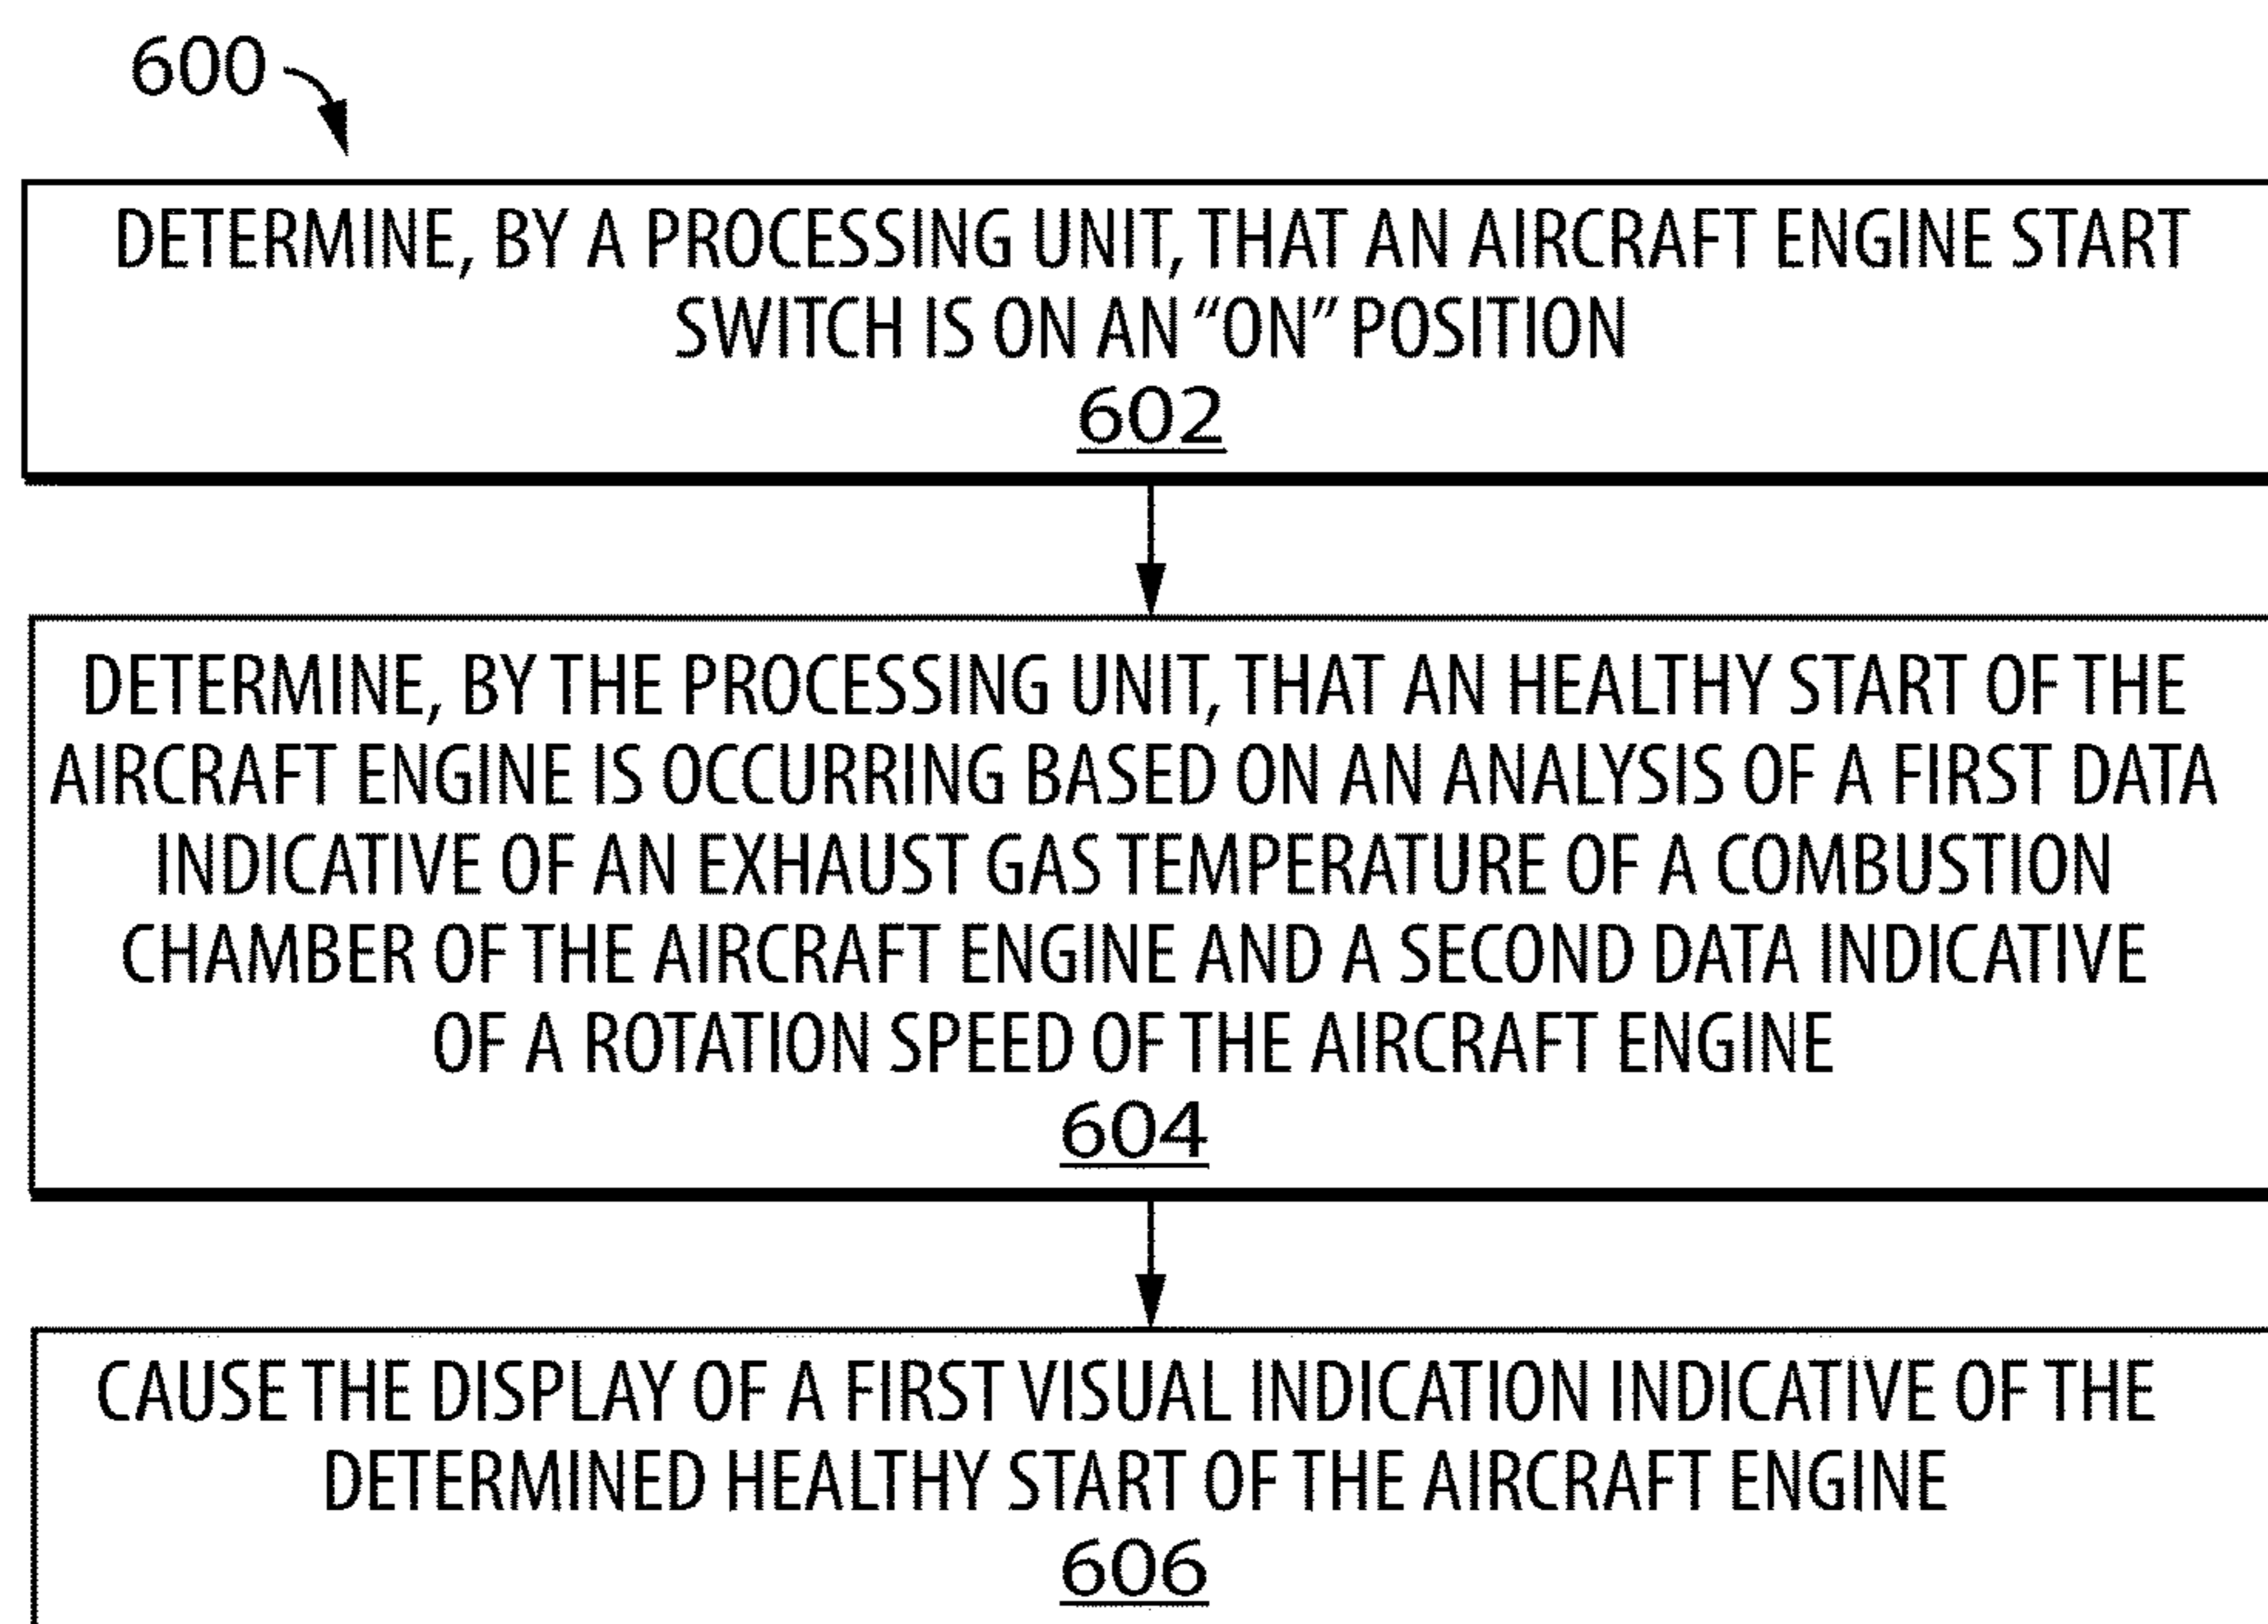 600
DETERMINE, BY A PROCESSING UNIT, THAT AN AIRCRAFT ENGINE START
SWITCH IS ON AN “ON” POSITION
602
DETERMINE, BY THE PROCESSING UNIT, THAT AN HEALTHY START OF THE
AIRCRAFT ENGINE IS OCCURRING BASED ON AN ANALYSIS OF A FIRST DATA
INDICATIVE OF AN EXHAUST GAS TEMPERATURE OF A COMBUSTION
CHAMBER OF THE AIRCRAFT ENGINE AND A SECOND DATA INDICATIVE
OF A ROTATION SPEED OF THE AIRCRAFT ENGINE
604
CAUSE THE DISPLAY OF A FIRST VISUAL INDICATION INDICATIVE OF THE
DETERMINED HEALTHY START OF THE AIRCRAFT ENGINE
606